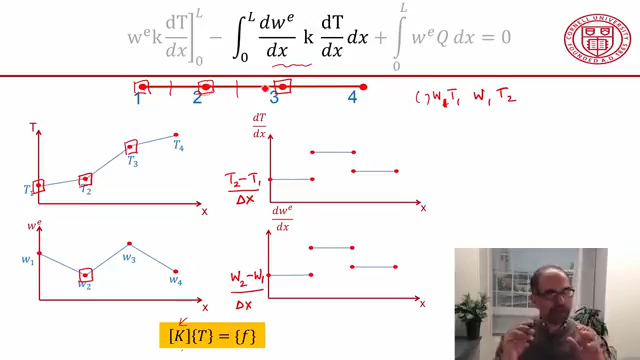 w^e k dT/dx]_0^L − ∫_0^L dw^e/dx k dT/dx dx + ∫_0^L w^e Q dx = 0
CORNELL UNIVERSITY
1 2 3 4
( ) W_1 T_1 W_1 T_2
T
T_1 T_2 T_3 T_4
x
dT/dx
T_2 − T_1 / Δx
x
w^e
w_1 w_2 w_3 w_4
x
dw^e/dx
W_2 − W_1 / Δx
x
[K]{T} = {f}